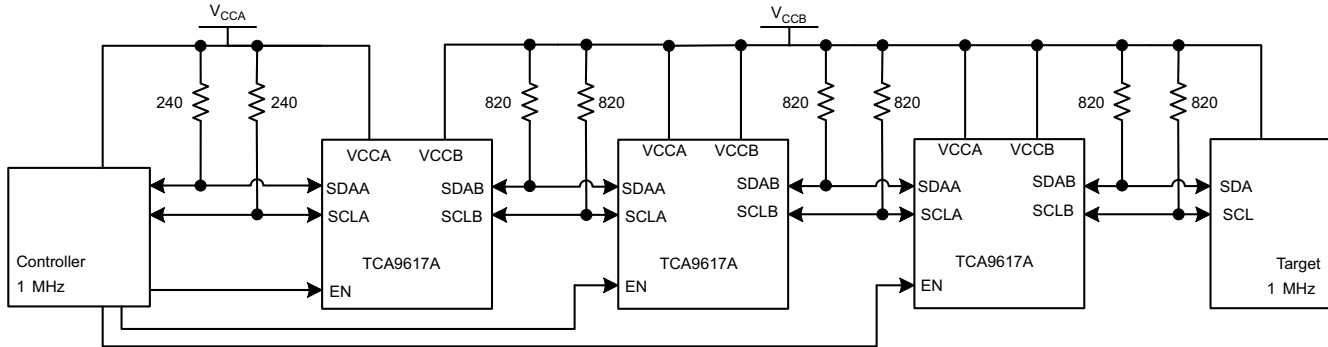 VCCA
VCCB
240
240
820
820
820
820
820
820
VCCA VCCB
VCCA VCCB
VCCA VCCB
SDAA
SDAB
SDAA
SDAB
SDAA
SDAB
SDA
SCLA
SCLB
SCLA
SCLB
SCLA
SCLB
SCL
Controller
1 MHz
TCA9617A
TCA9617A
TCA9617A
Target
1 MHz
EN
EN
EN